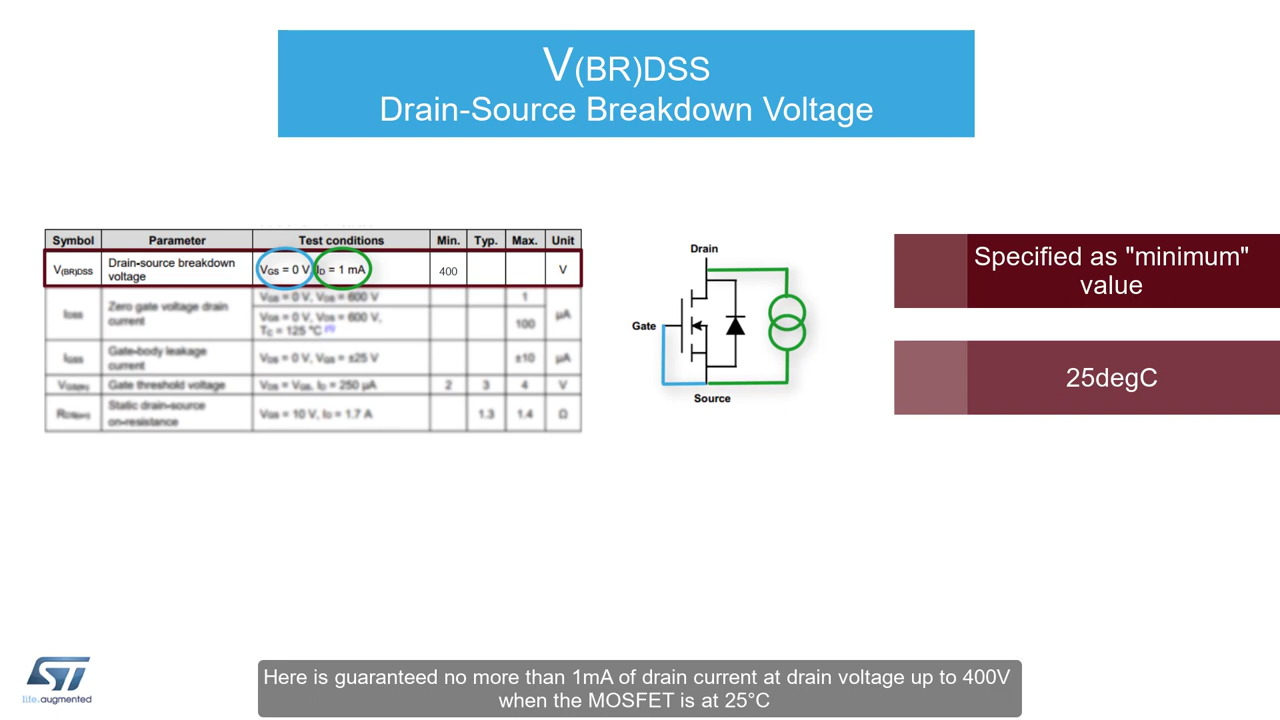 V(BR)DSS
Drain-Source Breakdown Voltage
Symbol Parameter Test conditions Min. Typ. Max. Unit
V(BR)DSS Drain-source breakdown voltage VGS = 0 V, ID = 1 mA 400 V
IDSS Zero gate voltage drain current VGS = 0 V, VDS = 600 V 1 µA
VGS = 0 V, VDS = 600 V, TC = 125 °C 100
IGSS Gate-body leakage current VDS = 0 V, VGS = ±25 V ±10 µA
VGS(th) Gate threshold voltage VDS = VGS, ID = 250 µA 2 3 4 V
RDS(on) Static drain-source on-resistance VGS = 10 V, ID = 1.7 A 1.3 1.4 Ω
Drain
Gate
Source
Specified as "minimum"
value
25degC
ST
life.augmented
Here is guaranteed no more than 1mA of drain current at drain voltage up to 400V
when the MOSFET is at 25°C